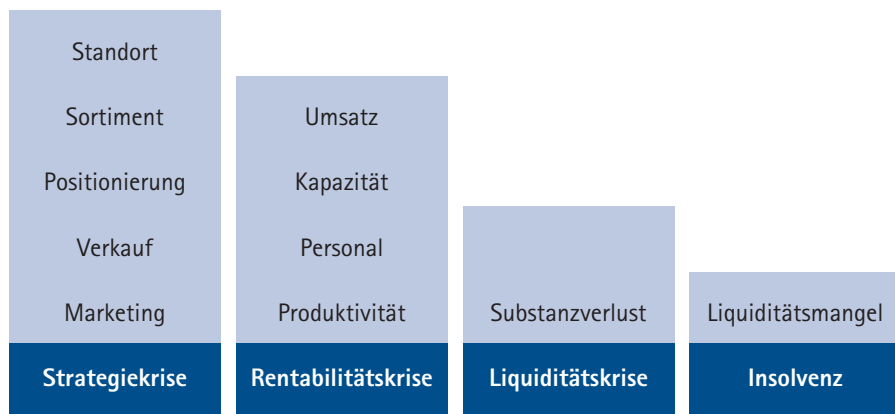 Standort
Sortiment
Positionierung
Verkauf
Marketing
Strategiekrise
Umsatz
Kapazität
Personal
Produktivität
Rentabilitätskrise
Substanzverlust
Liquiditätskrise
Liquiditätsmangel
Insolvenz